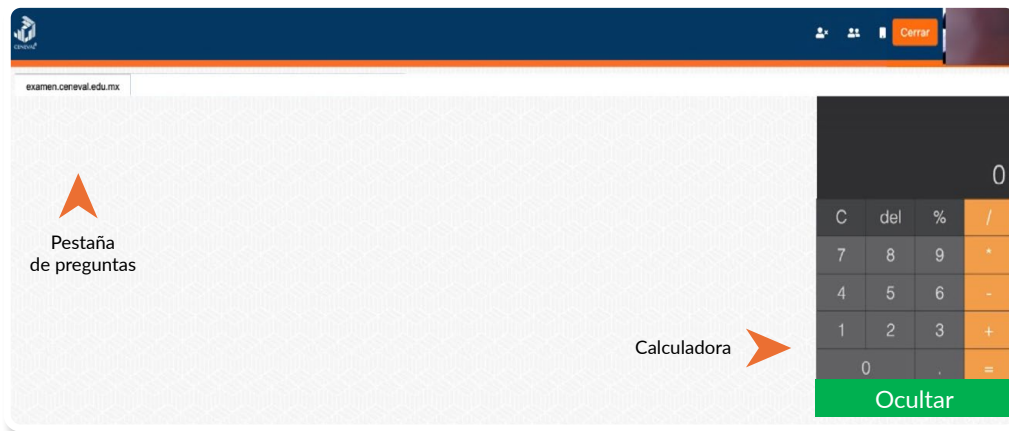 CENEVAL®
Cerrar
examen.ceneval.edu.mx
0
C del % /
7 8 9 *
4 5 6 -
1 2 3 +
0 . =
Ocultar
Pestaña
de preguntas
Calculadora